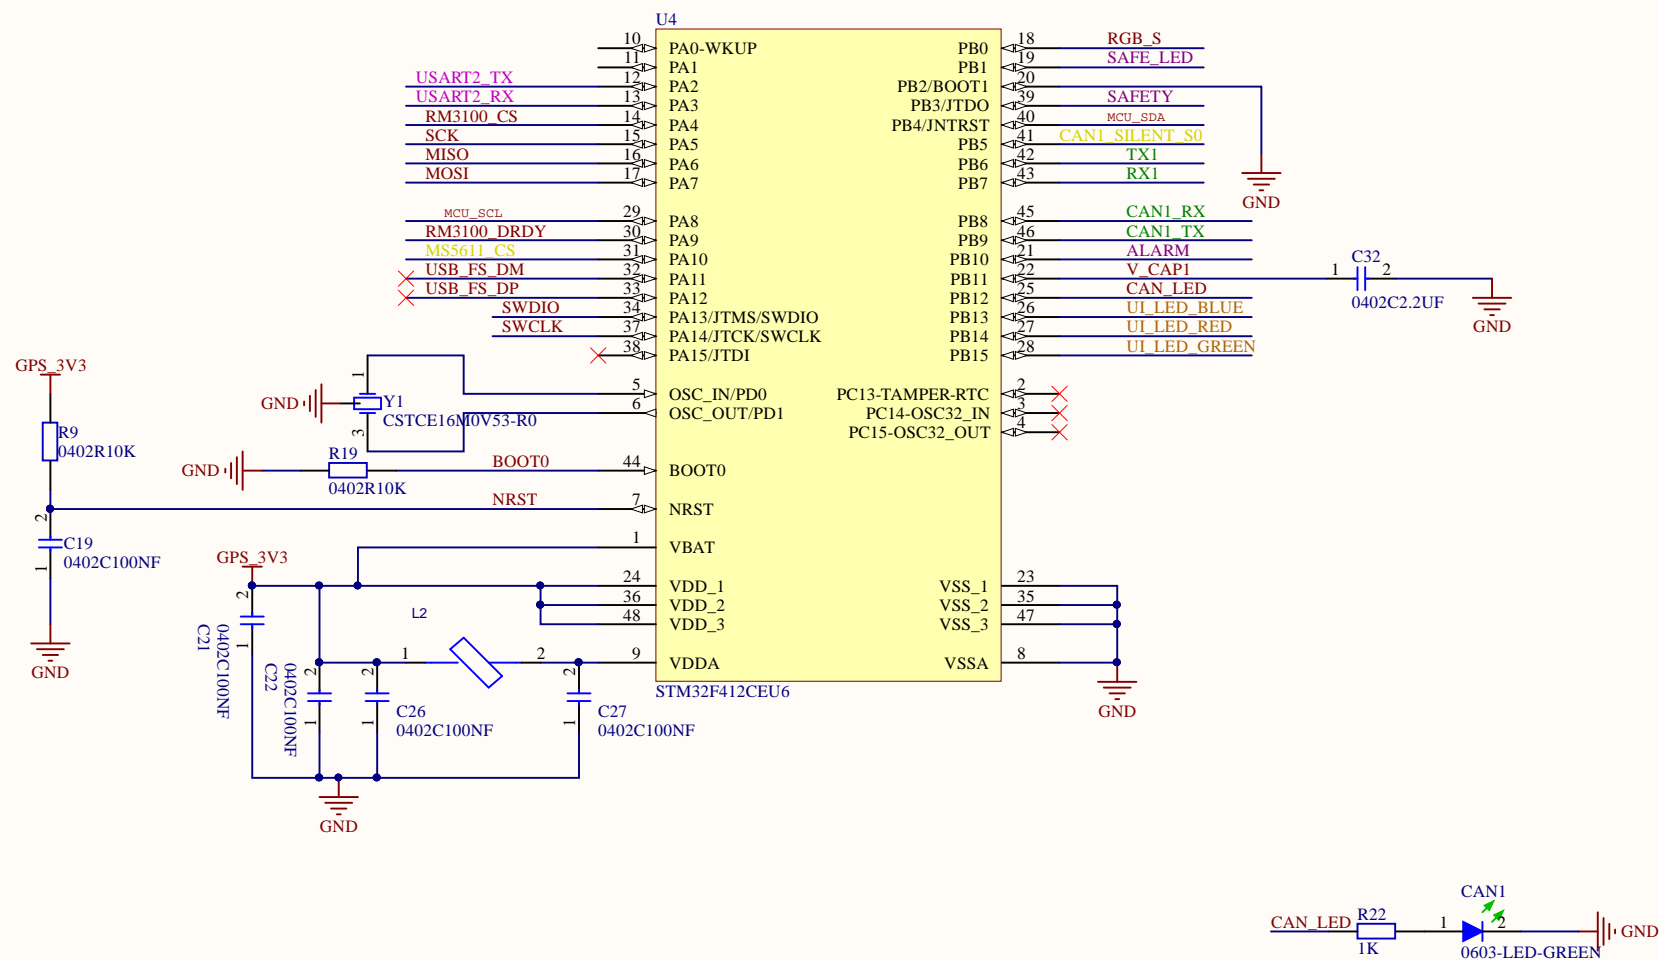 U4
10 PA0-WKUP PB0 18 RGB_S
11 PA1 PB1 19 SAFE_LED
USART2_TX 12 PA2 PB2/BOOT1 20
USART2_RX 13 PA3 PB3/JTDO 39 SAFETY
RM3100_CS 14 PA4 PB4/JNTRST 40 MCU_SDA
SCK 15 PA5 PB5 41 CAN1_SILENT_S0
MISO 16 PA6 PB6 42 TX1
MOSI 17 PA7 PB7 43 RX1
GND
MCU_SCL 29 PA8 PB8 45 CAN1_RX
RM3100_DRDY 30 PA9 PB9 46 CAN1_TX
MS5611_CS 31 PA10 PB10 21 ALARM C32
USB_FS_DM 32 PA11 PB11 22 V_CAP1 1 2
USB_FS_DP 33 PA12 PB12 25 CAN_LED 0402C2.2UF
SWDIO 34 PA13/JTMS/SWDIO PB13 26 UI_LED_BLUE
GND
SWCLK 37 PA14/JTCK/SWCLK PB14 27 UI_LED_RED
38 PA15/JTDI PB15 28 UI_LED_GREEN
GPS_3V3
1
5 OSC_IN/PD0 PC13-TAMPER-RTC 2
GND Y1
6 OSC_OUT/PD1 PC14-OSC32_IN 3
CSTCE16M0V53-R0
3 PC15-OSC32_OUT 4
R9
0402R10K
R19
GND BOOT0 44 BOOT0
0402R10K
NRST 7 NRST
2
C19
0402C100NF
1
1 VBAT
GPS_3V3
24 VDD_1 VSS_1 23
2 36 VDD_2 VSS_2 35
L2
48 VDD_3 VSS_3 47
1
C21
0402C100NF
GND
1 2 9 VDDA VSSA 8
2 2 2
C22
0402C100NF
STM32F412CEU6
GND
C26
0402C100NF
C27
0402C100NF
1 1 1
GND
CAN1
CAN_LED R22 1 2 GND
1K
0603-LED-GREEN